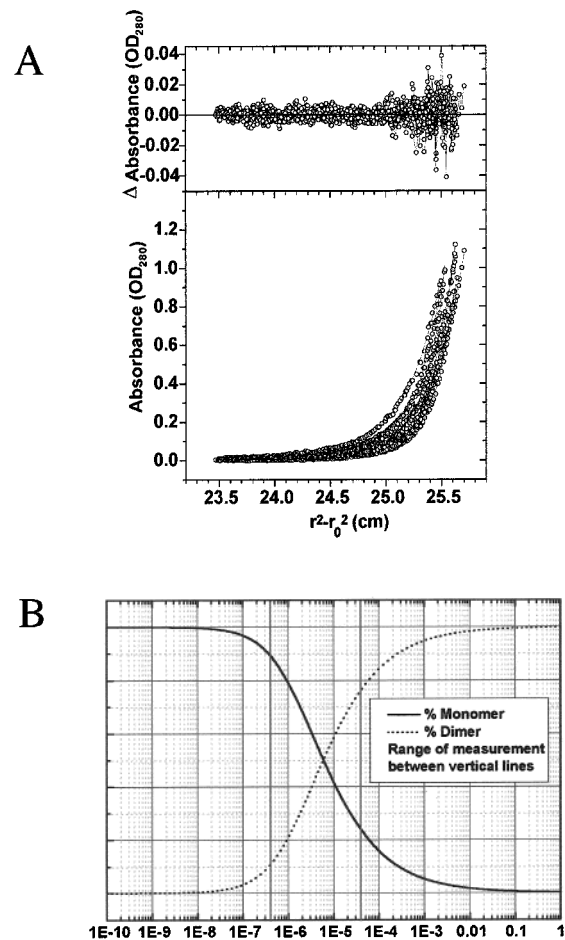 A
Δ Absorbance (OD280)
0.04
0.02
0.00
-0.02
-0.04
Absorbance (OD280)
1.2
1.0
0.8
0.6
0.4
0.2
0.0
23.5 24.0 24.5 25.0 25.5
r²-r₀² (cm)
B
% Monomer
% Dimer
Range of measurement
between vertical lines
1E-10 1E-9 1E-8 1E-7 1E-6 1E-5 1E-4 1E-3 0.01 0.1 1